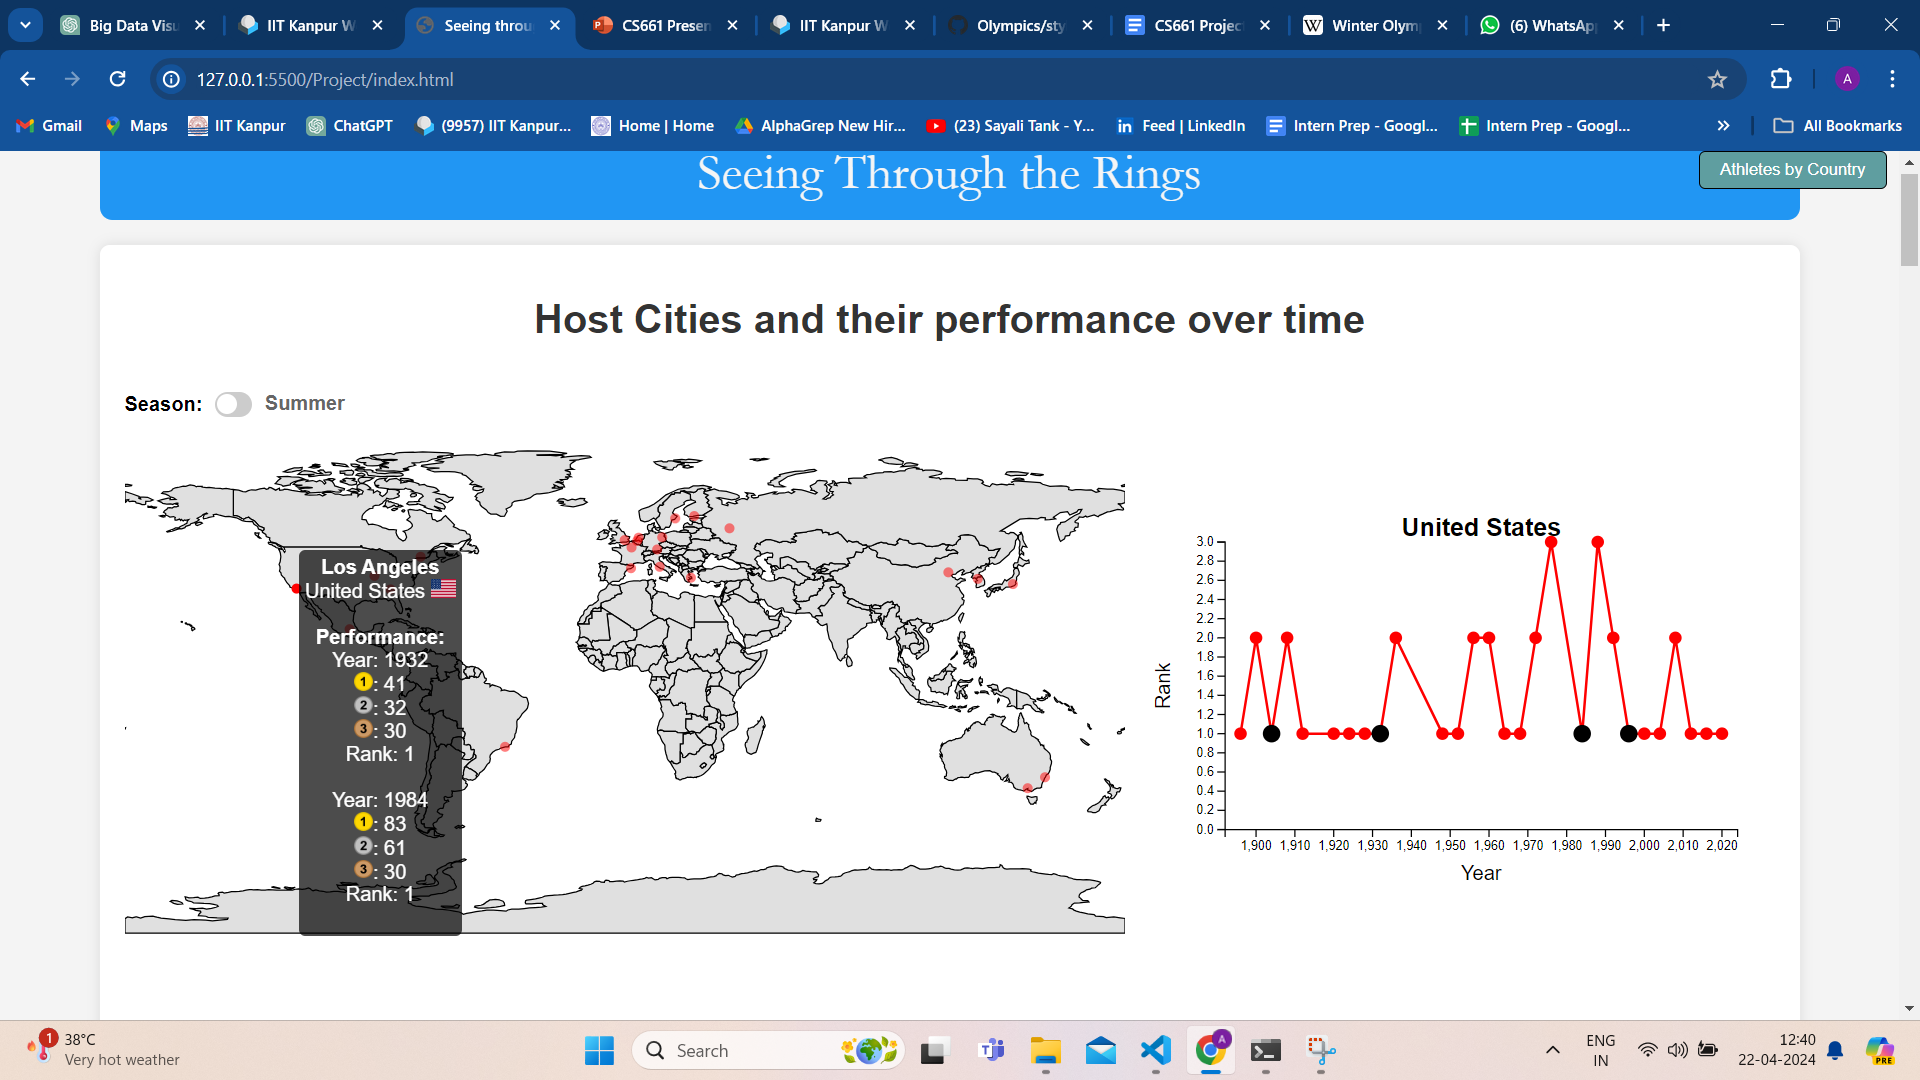 Big Data Visu
IIT Kanpur W
Seeing throu
CS661 Presen
IIT Kanpur W
Olympics/sty
CS661 Projec
Winter Olym
(6) WhatsAp
127.0.0.1:5500/Project/index.html
A
Gmail
Maps
IIT Kanpur
ChatGPT
(9957) IIT Kanpur...
Home | Home
AlphaGrep New Hir...
(23) Sayali Tank - Y...
Feed | LinkedIn
Intern Prep - Googl...
Intern Prep - Googl...
»
All Bookmarks
Seeing Through the Rings
Athletes by Country
Host Cities and their performance over time
Season:
Summer
Los Angeles
United States
Performance:
Year: 1932
1: 41
2: 32
3: 30
Rank: 1
Year: 1984
1: 83
2: 61
3: 30
Rank: 1
United States
3.0
2.8
2.6
2.4
2.2
2.0
1.8
1.6
1.4
1.2
1.0
0.8
0.6
0.4
0.2
0.0
Rank
1,900 1,910 1,920 1,930 1,940 1,950 1,960 1,970 1,980 1,990 2,000 2,010 2,020
Year
1
38°C
Very hot weather
Search
A
ENG
IN
12:40
22-04-2024
PRE